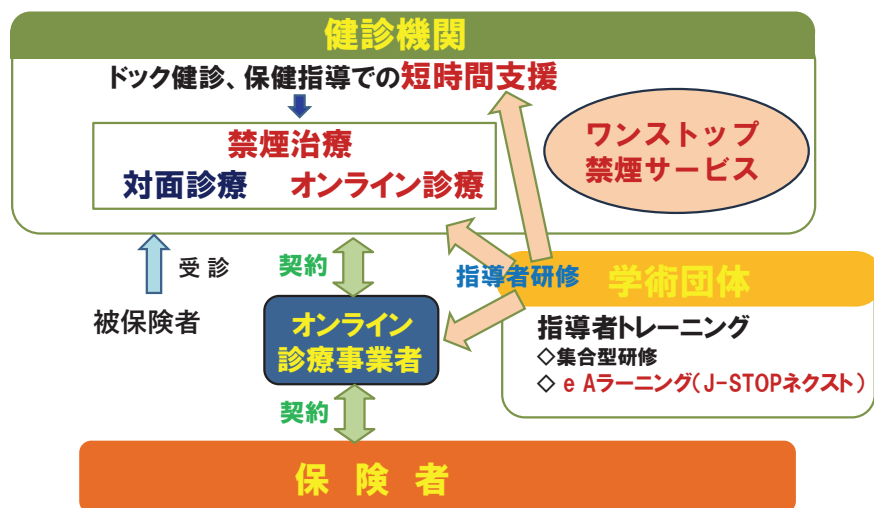 健診機関
ドック健診、保健指導での短時間支援
禁煙治療
対面診療 オンライン診療
ワンストップ
禁煙サービス
受診
契約
指導者研修
学術団体
被保険者
オンライン
診療事業者
指導者トレーニング
◇集合型研修
◇ e Aラーニング(J-STOPネクスト)
契約
保険者